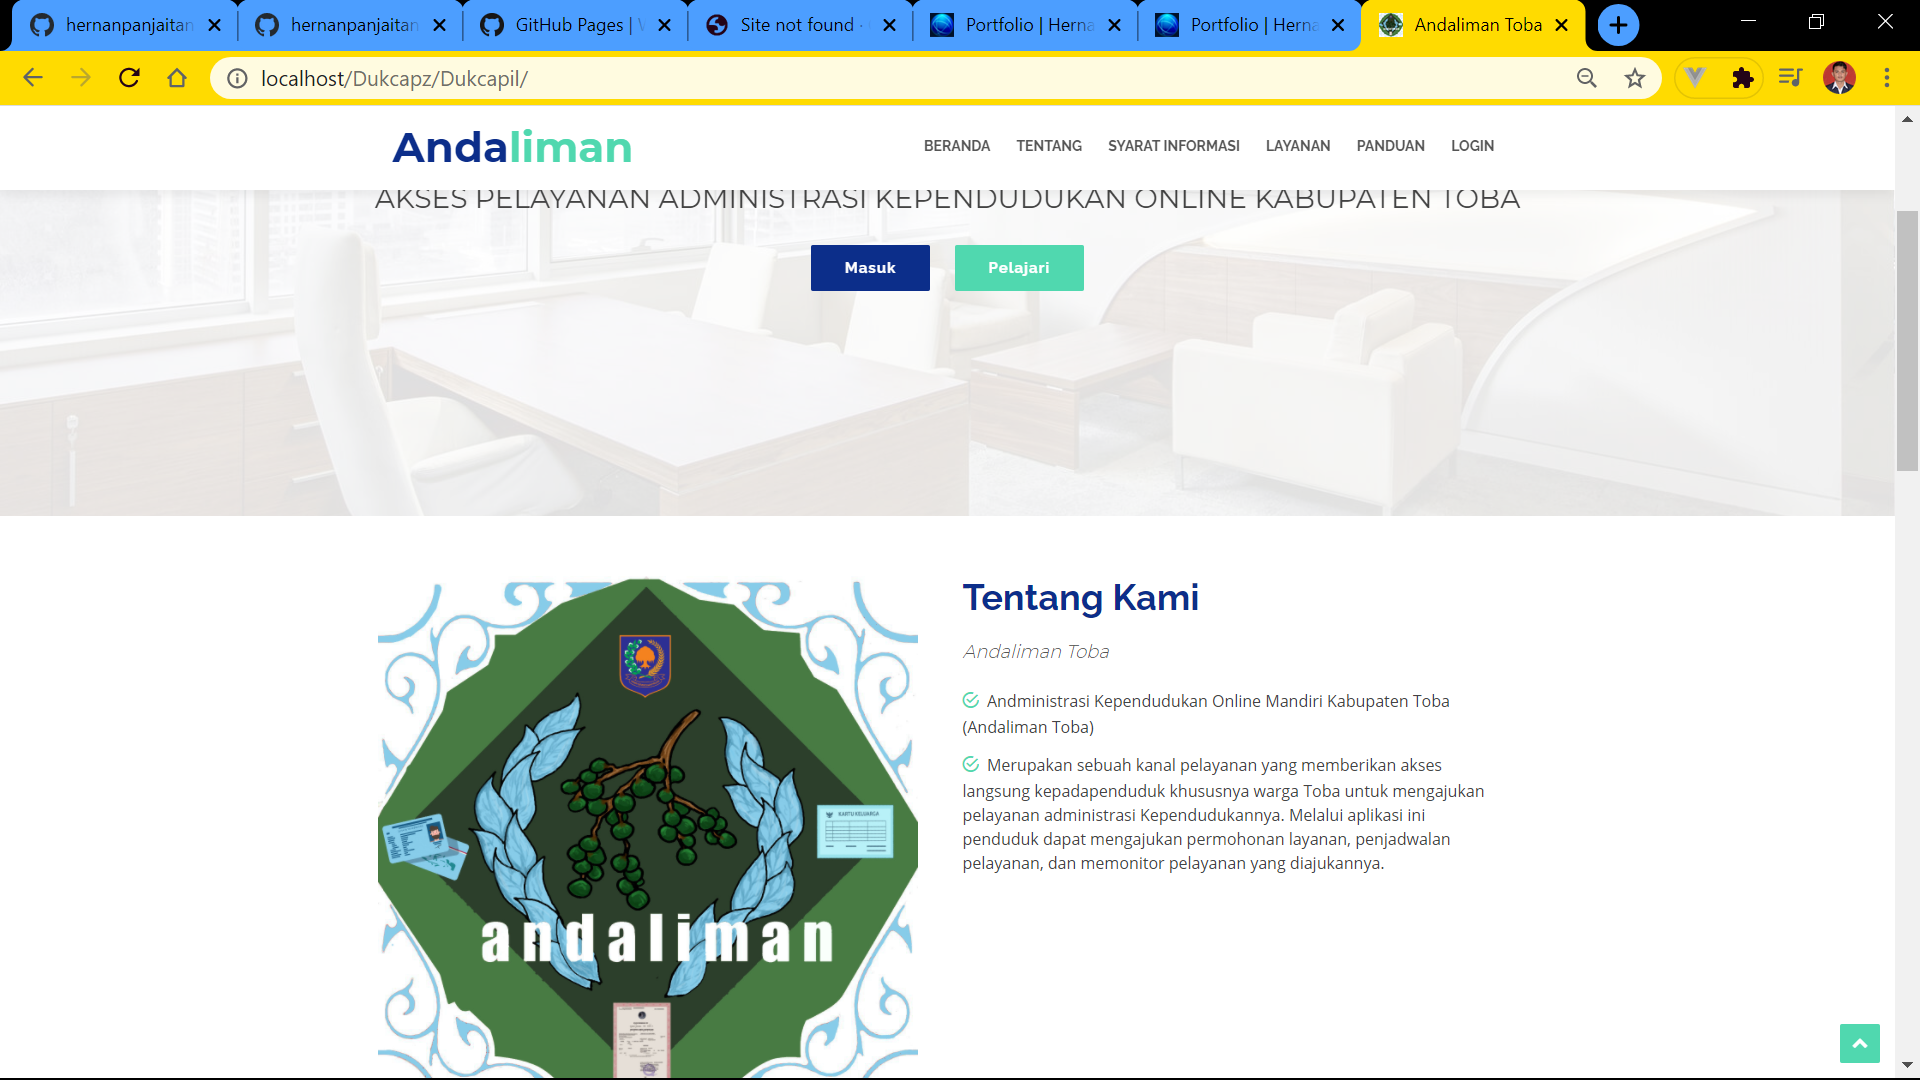 hernanpanjaitan
hernanpanjaitan
GitHub Pages |
Site not found ·
Portfolio | Herna
Portfolio | Herna
Andaliman Toba
localhost/Dukcapz/Dukcapil/
Andaliman
BERANDA TENTANG SYARAT INFORMASI LAYANAN PANDUAN LOGIN
AKSES PELAYANAN ADMINISTRASI KEPENDUDUKAN ONLINE KABUPATEN TOBA
Masuk Pelajari
Tentang Kami
Andaliman Toba
Andministrasi Kependudukan Online Mandiri Kabupaten Toba
(Andaliman Toba)
Merupakan sebuah kanal pelayanan yang memberikan akses
langsung kepadapenduduk khususnya warga Toba untuk mengajukan
pelayanan administrasi Kependudukannya. Melalui aplikasi ini
penduduk dapat mengajukan permohonan layanan, penjadwalan
pelayanan, dan memonitor pelayanan yang diajukannya.
KARTU KELUARGA
andaliman